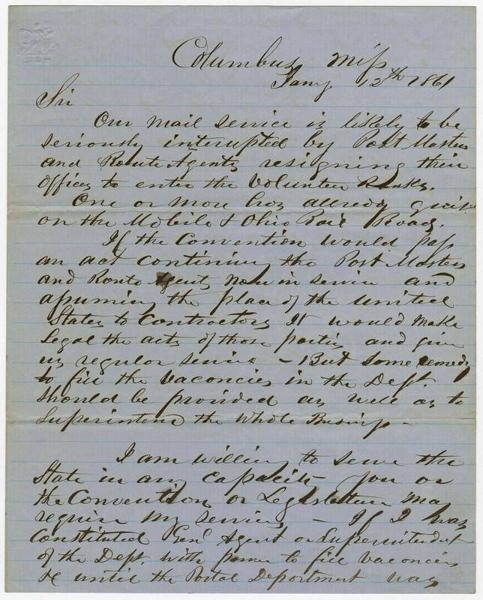 Columbus Miss
Jany. 12th 1861
Sir
Our mail service is likely to be
seriously interupted by Post Masters
and Route Agents resigning their
offices to enter the Volunteer Ranks.
One or more has allready quit
on the Mobile & Ohio Rail Road.
If the Convention would pass
an act continuing the Post Masters
and Route Agents now in service and
assuming the place of the United
States to Contractors It would make
Legal the acts of those parties and give
us regular service - But some remedy
to fill the vacancies in the Dept.
should be provided as well as to
Superintend the Whole Business -
I am willing to serve the
State in any capacity you or
the Convention or Legislature may
require my services - If I was
Constituted Genl Agent or Superintendent
of the Dept. with power to fill vacancies
&c until the Postal Department was